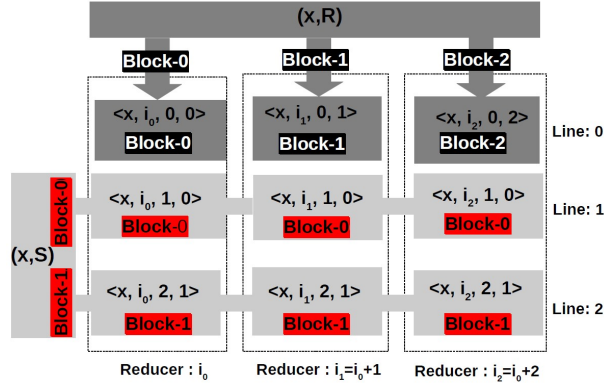 (x,R)
Block-0 Block-1 Block-2
<x, i₀, 0, 0> <x, i₁, 0, 1> <x, i₂, 0, 2>
Line: 0
Block-0 Block-1 Block-2
<x, i₀, 1, 0> <x, i₁, 1, 0> <x, i₂, 1, 0>
Block-0
Line: 1
Block-0 Block-0 Block-0
(x,S)
<x, i₀, 2, 1> <x, i₁, 2, 1> <x, i₂, 2, 1>
Block-1
Line: 2
Block-1 Block-1 Block-1
Reducer : i₀ Reducer : i₁=i₀+1 Reducer : i₂=i₀+2